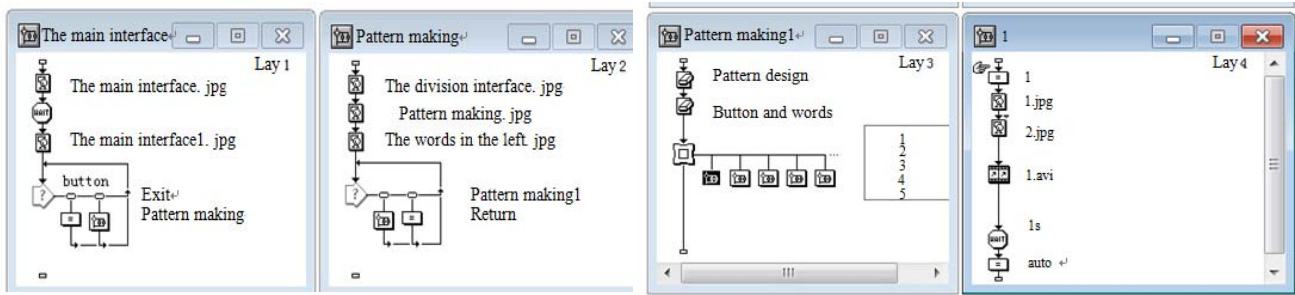 The main interface
Lay 1
The main interface. jpg
WAIT
The main interface1. jpg
button
?
Exit
Pattern making
=
Pattern making
Lay 2
The division interface. jpg
Pattern making. jpg
The words in the left. jpg
?
Pattern making1
Return
=
Pattern making1
Lay 3
Pattern design
Button and words
...
1
2
3
4
5
1
Lay 4
=
1
1.jpg
2.jpg
1.avi
1s
WAIT
=
auto